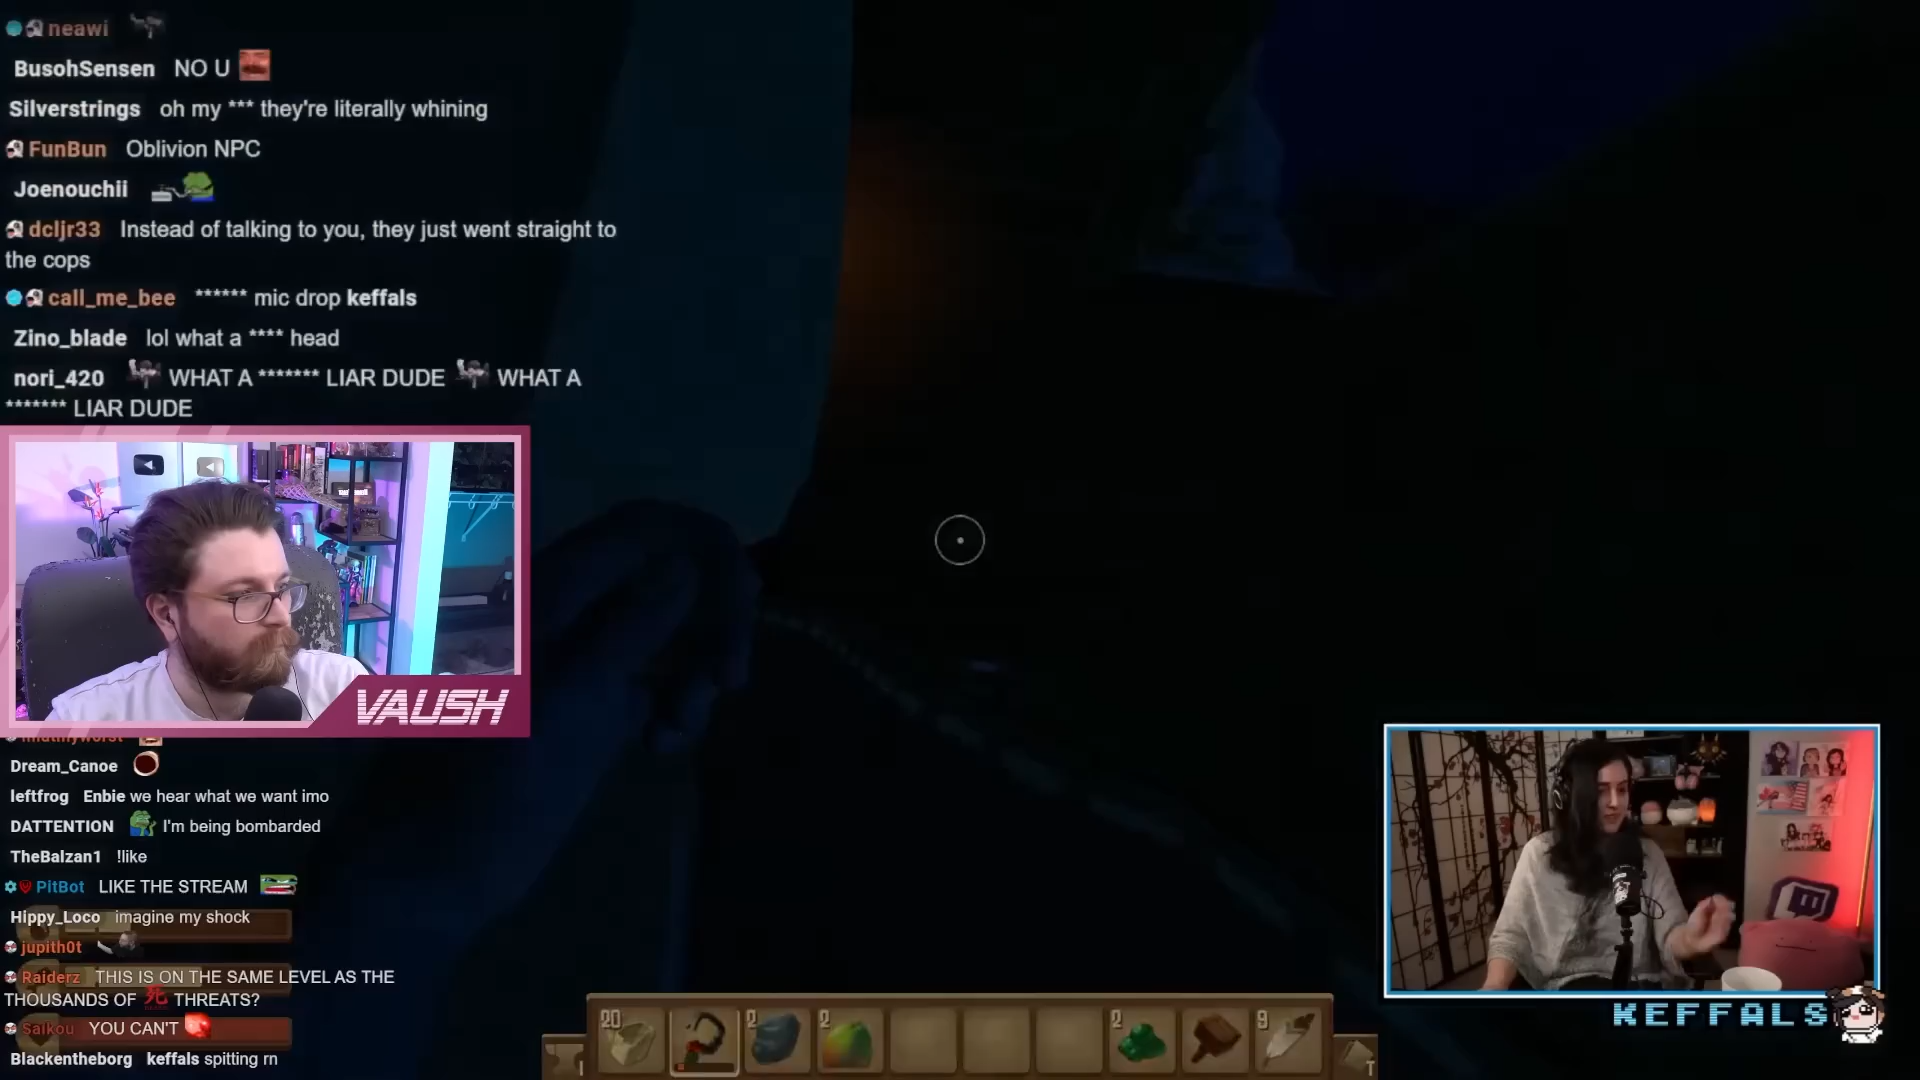 neawi
BusohSensen NO U
Silverstrings oh my *** they're literally whining
FunBun Oblivion NPC
Joenouchii
dcljr33 Instead of talking to you, they just went straight to
the cops
call_me_bee ****** mic drop keffals
Zino_blade lol what a **** head
nori_420 WHAT A ******* LIAR DUDE WHAT A
******* LIAR DUDE
VAUSH
Dream_Canoe
leftfrog Enbie we hear what we want imo
DATTENTION I'm being bombarded
TheBalzan1 !like
PitBot LIKE THE STREAM
Hippy_Loco imagine my shock
jupith0t
Raiderz THIS IS ON THE SAME LEVEL AS THE
THOUSANDS OF 死 THREATS?
Saikou YOU CAN'T
Blackentheborg keffals spitting rn
20 2 2 2 9
T
KEFFALS